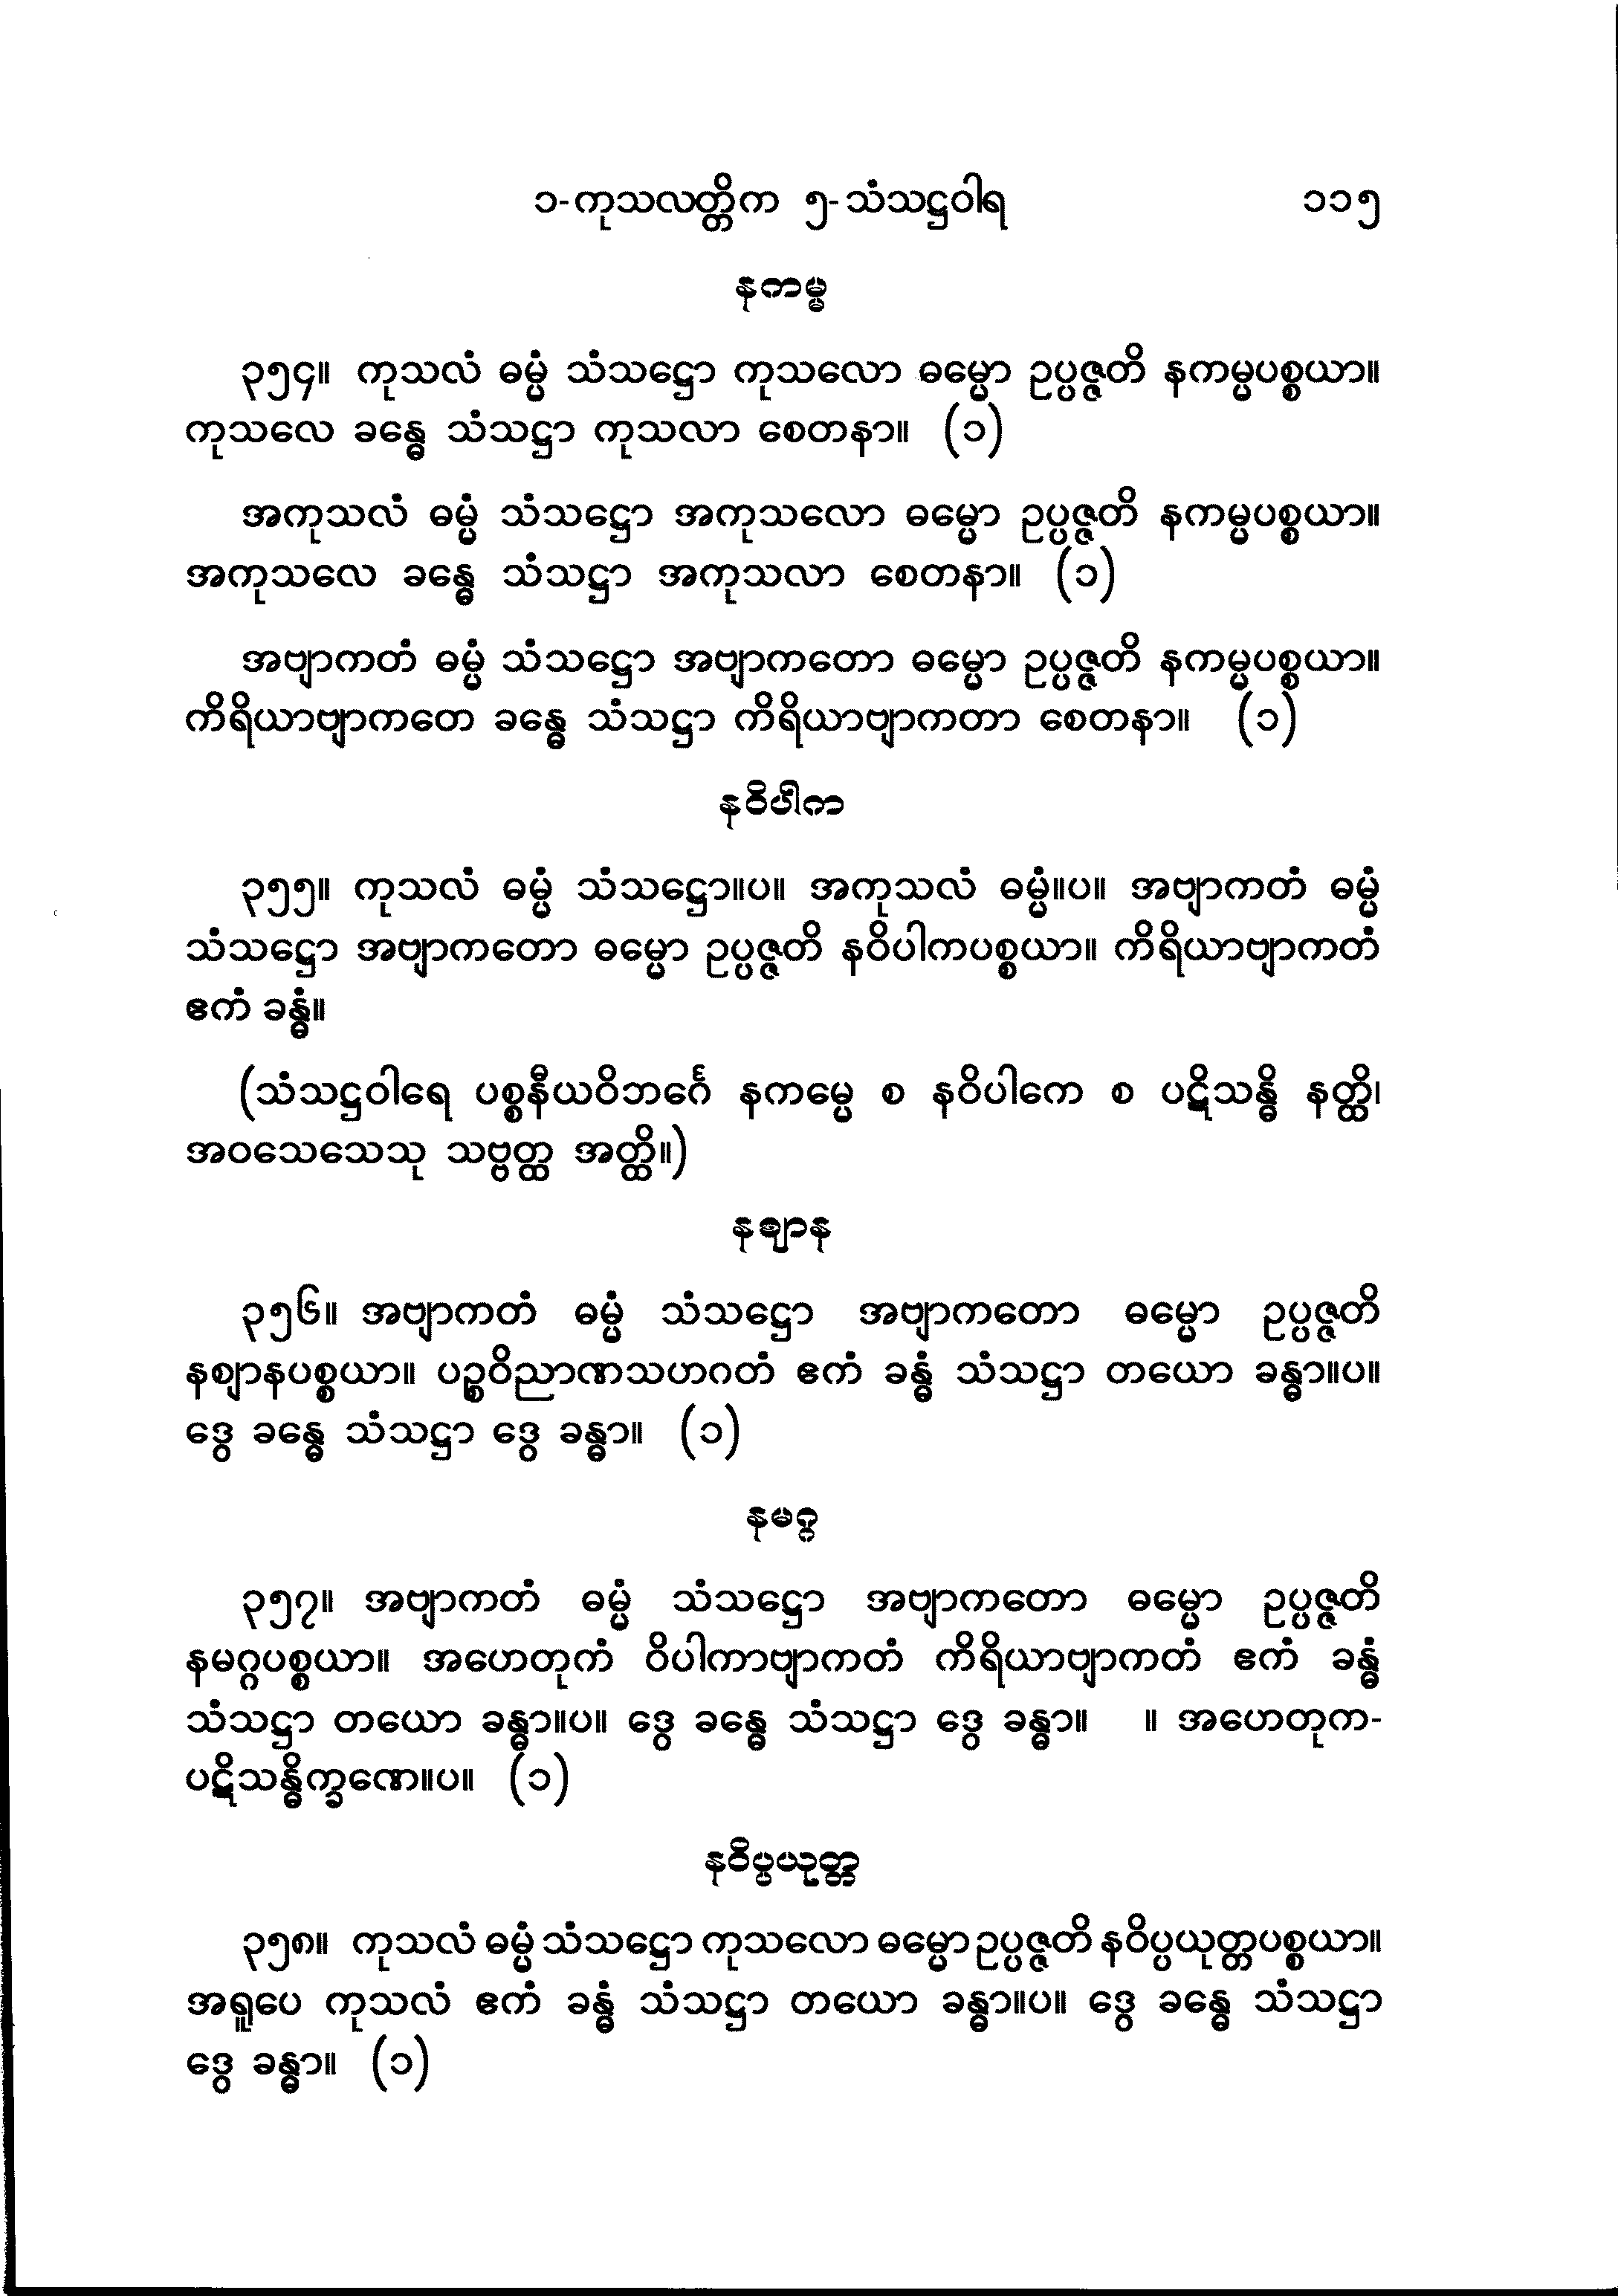 ၁-ကုသလတ္တိက ၅-သံသဋ္ဌဝါရ ၁၁၅
နကမ္မ
၃၅၄။ ကုသလံ ဓမ္မံ သံသဋ္ဌော ကုသလော ဓမ္မော ဥပ္ပဇ္ဇတိ နကမ္မပစ္စယာ။
ကုသလေ ခန္ဓေ သံသဋ္ဌာ ကုသလာ စေတနာ။ (၁)
အကုသလံ ဓမ္မံ သံသဋ္ဌော အကုသလော ဓမ္မော ဥပ္ပဇ္ဇတိ နကမ္မပစ္စယာ။
အကုသလေ ခန္ဓေ သံသဋ္ဌာ အကုသလာ စေတနာ။ (၁)
အဗျာကတံ ဓမ္မံ သံသဋ္ဌော အဗျာကတော ဓမ္မော ဥပ္ပဇ္ဇတိ နကမ္မပစ္စယာ။
ကိရိယာဗျာကတေ ခန္ဓေ သံသဋ္ဌာ ကိရိယာဗျာကတာ စေတနာ။ (၁)
နဝိပါက
၃၅၅။ ကုသလံ ဓမ္မံ သံသဋ္ဌော။ပ။ အကုသလံ ဓမ္မံ။ပ။ အဗျာကတံ ဓမ္မံ
သံသဋ္ဌော အဗျာကတော ဓမ္မော ဥပ္ပဇ္ဇတိ နဝိပါကပစ္စယာ။ ကိရိယာဗျာကတံ
ဧကံ ခန္ဓံ။
(သံသဋ္ဌဝါရေ ပစ္စနီယဝိဘင်္ဂေ နကမ္မေ စ နဝိပါကေ စ ပဋိသန္ဓိ နတ္ထိ၊
အဝသေသေသု သဗ္ဗတ္ထ အတ္ထိ။)
နဈာန
၃၅၆။ အဗျာကတံ ဓမ္မံ သံသဋ္ဌော အဗျာကတော ဓမ္မော ဥပ္ပဇ္ဇတိ
နဈာနပစ္စယာ။ ပဉ္စဝိညာဏသဟဂတံ ဧကံ ခန္ဓံ သံသဋ္ဌာ တယော ခန္ဓာ။ပ။
ဒွေ ခန္ဓေ သံသဋ္ဌာ ဒွေ ခန္ဓာ။ (၁)
နမဂ္ဂ
၃၅၇။ အဗျာကတံ ဓမ္မံ သံသဋ္ဌော အဗျာကတော ဓမ္မော ဥပ္ပဇ္ဇတိ
နမဂ္ဂပစ္စယာ။ အဟေတုကံ ဝိပါကာဗျာကတံ ကိရိယာဗျာကတံ ဧကံ ခန္ဓံ
သံသဋ္ဌာ တယော ခန္ဓာ။ပ။ ဒွေ ခန္ဓေ သံသဋ္ဌာ ဒွေ ခန္ဓာ။ ။ အဟေတုက-
ပဋိသန္ဓိက္ခဏေ။ပ။ (၁)
နဝိပ္ပယုတ္တ
၃၅၈။ ကုသလံ ဓမ္မံ သံသဋ္ဌော ကုသလော ဓမ္မော ဥပ္ပဇ္ဇတိ နဝိပ္ပယုတ္တပစ္စယာ။
အရူပေ ကုသလံ ဧကံ ခန္ဓံ သံသဋ္ဌာ တယော ခန္ဓာ။ပ။ ဒွေ ခန္ဓေ သံသဋ္ဌာ
ဒွေ ခန္ဓာ။ (၁)